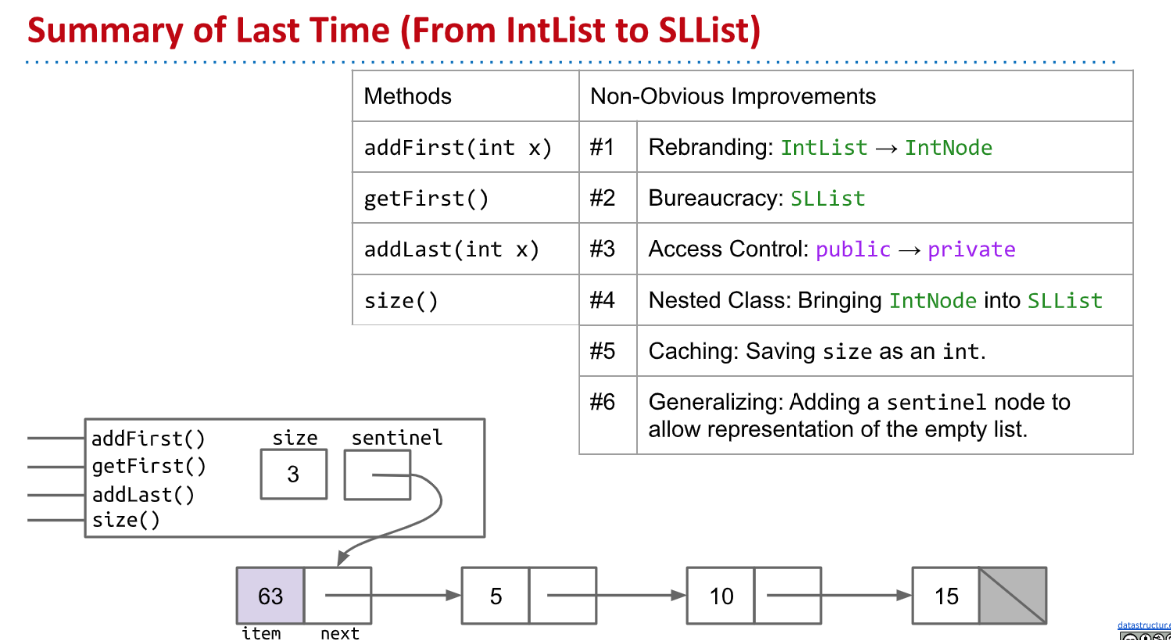 Summary of Last Time (From IntList to SLList)
Methods
Non-Obvious Improvements
addFirst(int x)
#1
Rebranding: IntList → IntNode
getFirst()
#2
Bureaucracy: SLList
addLast(int x)
#3
Access Control: public → private
size()
#4
Nested Class: Bringing IntNode into SLList
#5
Caching: Saving size as an int.
#6
Generalizing: Adding a sentinel node to
allow representation of the empty list.
addFirst()
getFirst()
addLast()
size()
size
sentinel
3
63
5
10
15
item
next